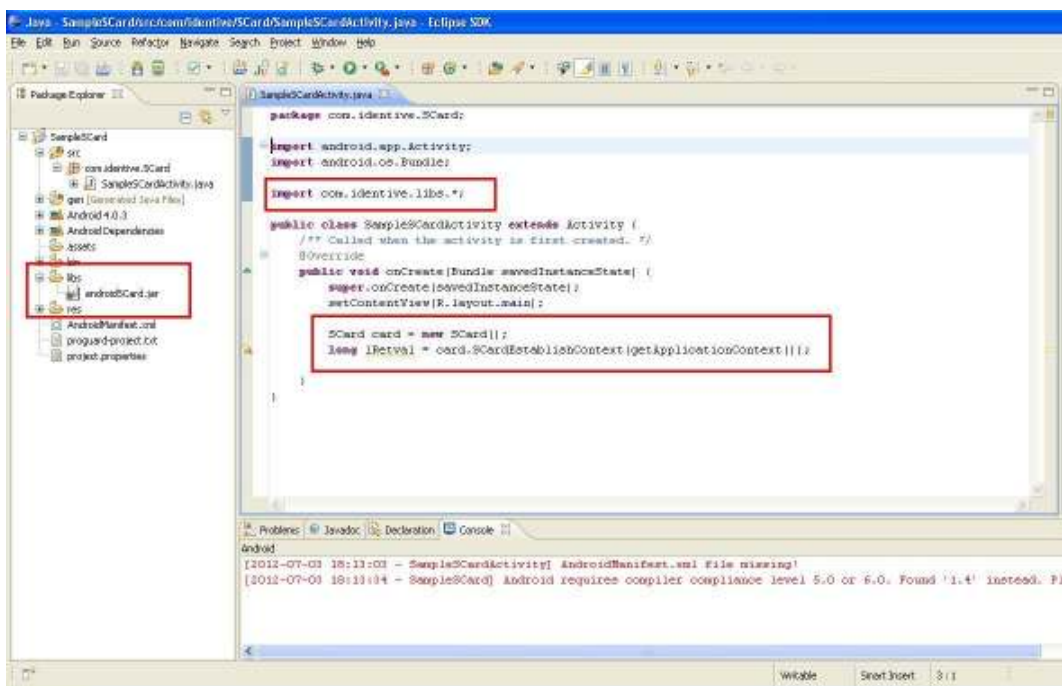 Java - SampleSCard/src/com/identive/SCard/SampleSCardActivity.java - Eclipse SDK
File Edit Run Source Refactor Navigate Search Project Window Help
Package Explorer
SampleSCardActivity.java
SampleSCard
src
com.identive.SCard
SampleSCardActivity.java
gen [Generated Java Files]
Android 4.0.3
Android Dependencies
assets
bin
libs
androidSCard.jar
res
AndroidManifest.xml
proguard-project.txt
project.properties
package com.identive.SCard;
import android.app.Activity;
import android.os.Bundle;
import com.identive.libs.*;
public class SampleSCardActivity extends Activity {
/** Called when the activity is first created. */
@Override
public void onCreate(Bundle savedInstanceState) {
super.onCreate(savedInstanceState);
setContentView(R.layout.main);
SCard card = new SCard();
long lRetval = card.SCardEstablishContext(getApplicationContext());
}
}
Problems Javadoc Declaration Console
Android
[2012-07-03 18:13:03 - SampleSCardActivity] AndroidManifest.xml file missing!
[2012-07-03 18:13:34 - SampleSCard] Android requires compiler compliance level 5.0 or 6.0. Found '1.4' instead.
Writable Smart Insert 3 : 1